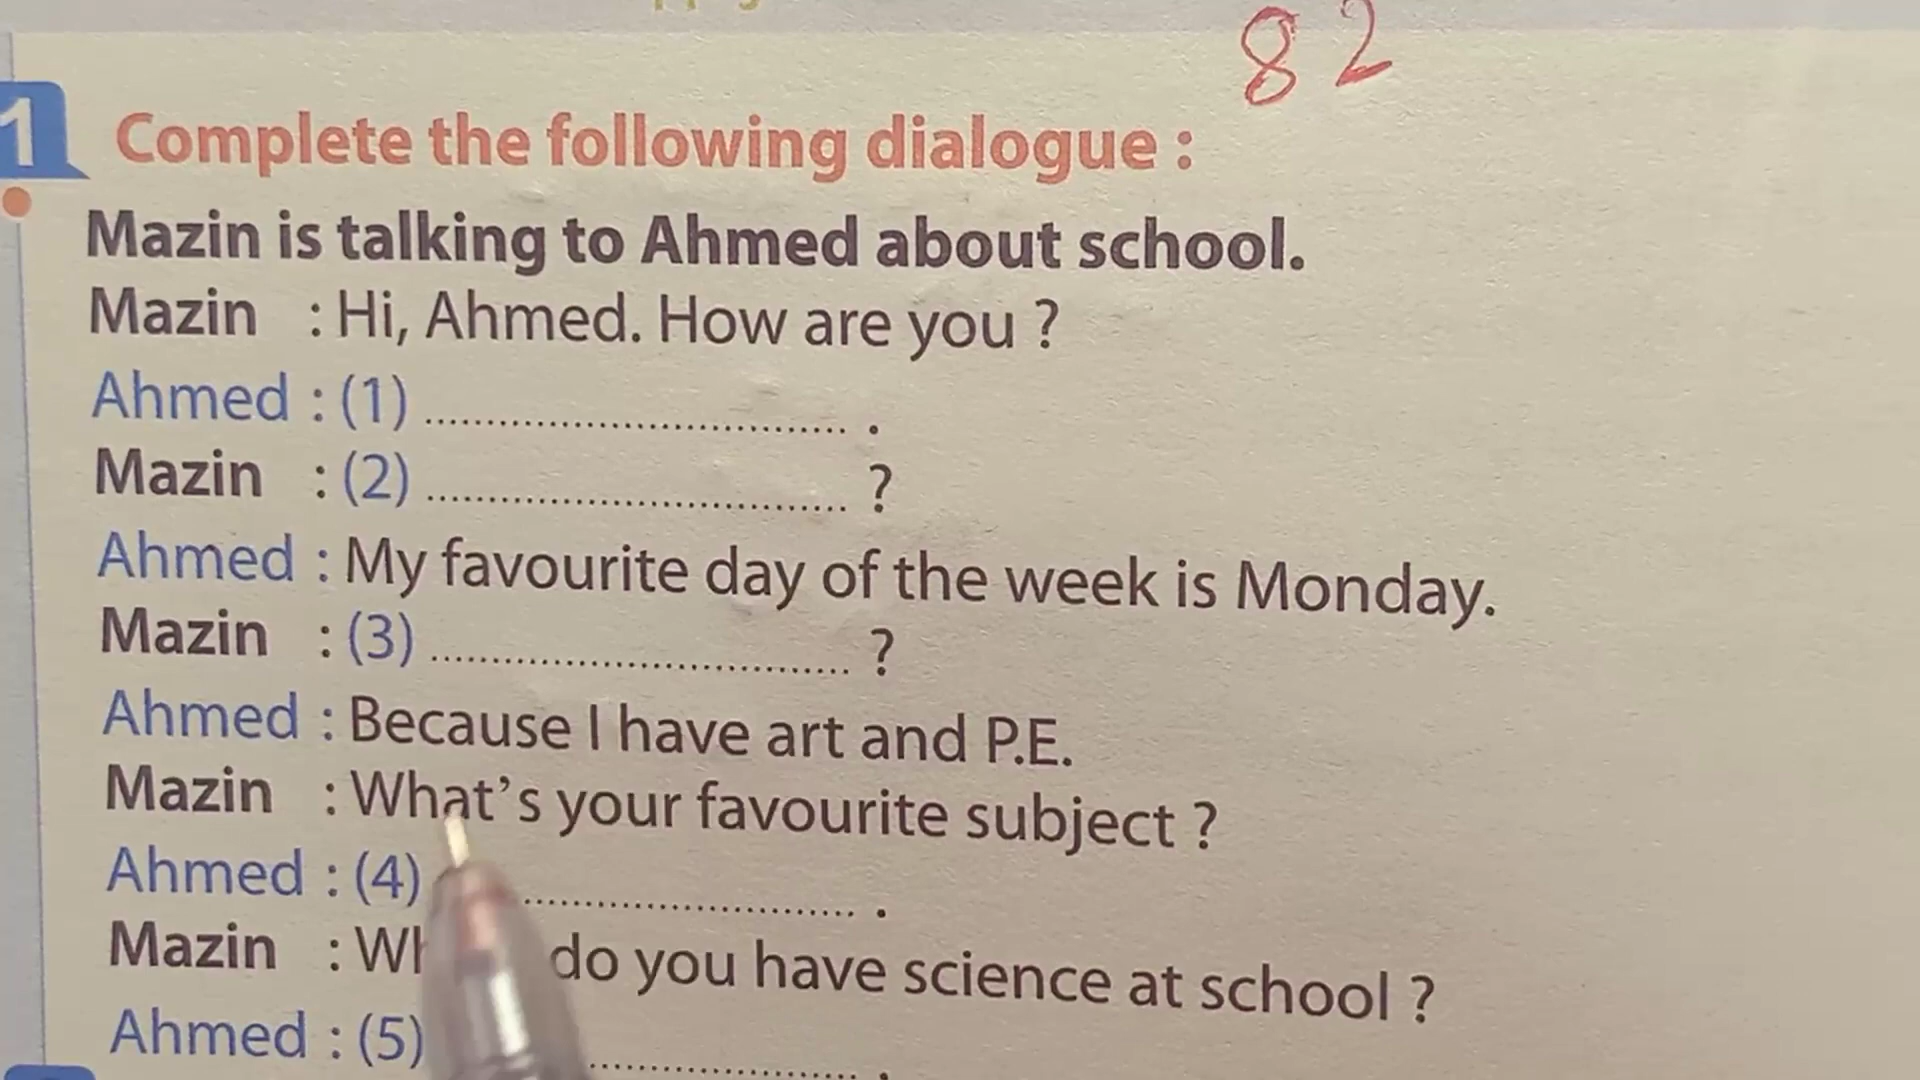 82
1 Complete the following dialogue :
Mazin is talking to Ahmed about school.
Mazin : Hi, Ahmed. How are you ?
Ahmed : (1) ........................................ .
Mazin : (2) ........................................ ?
Ahmed : My favourite day of the week is Monday.
Mazin : (3) ........................................ ?
Ahmed : Because I have art and P.E.
Mazin : What's your favourite subject ?
Ahmed : (4) ................................ .
Mazin : do you have science at school ?
Ahmed : (5) .......................... .